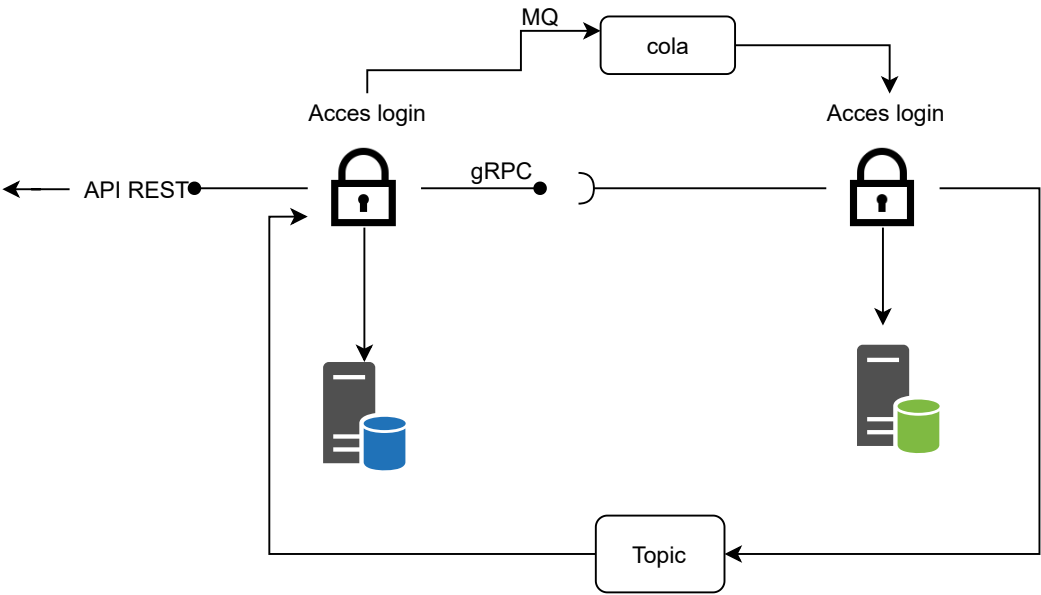 MQ
cola
Acces login
Acces login
API REST
gRPC
Topic